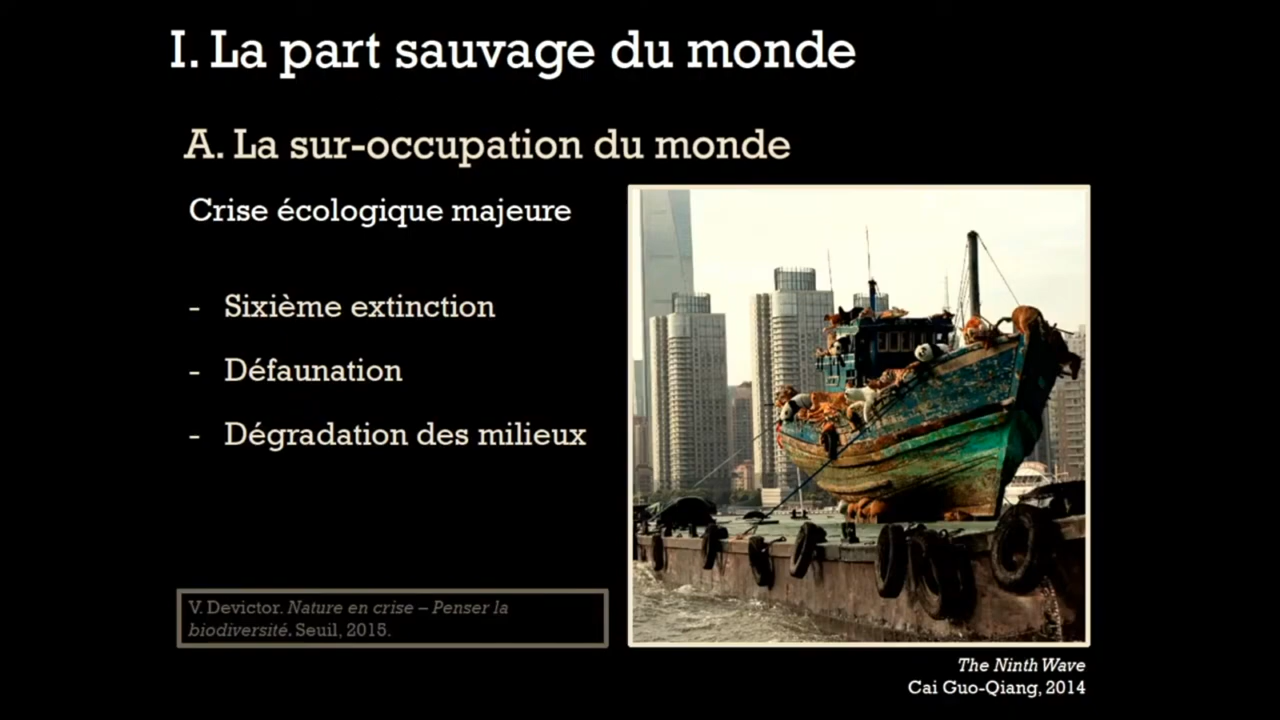 I. La part sauvage du monde
A. La sur-occupation du monde
Crise écologique majeure
- Sixième extinction
- Défaunation
- Dégradation des milieux
V. Devictor. Nature en crise – Penser la
biodiversité. Seuil, 2015.
The Ninth Wave
Cai Guo-Qiang, 2014